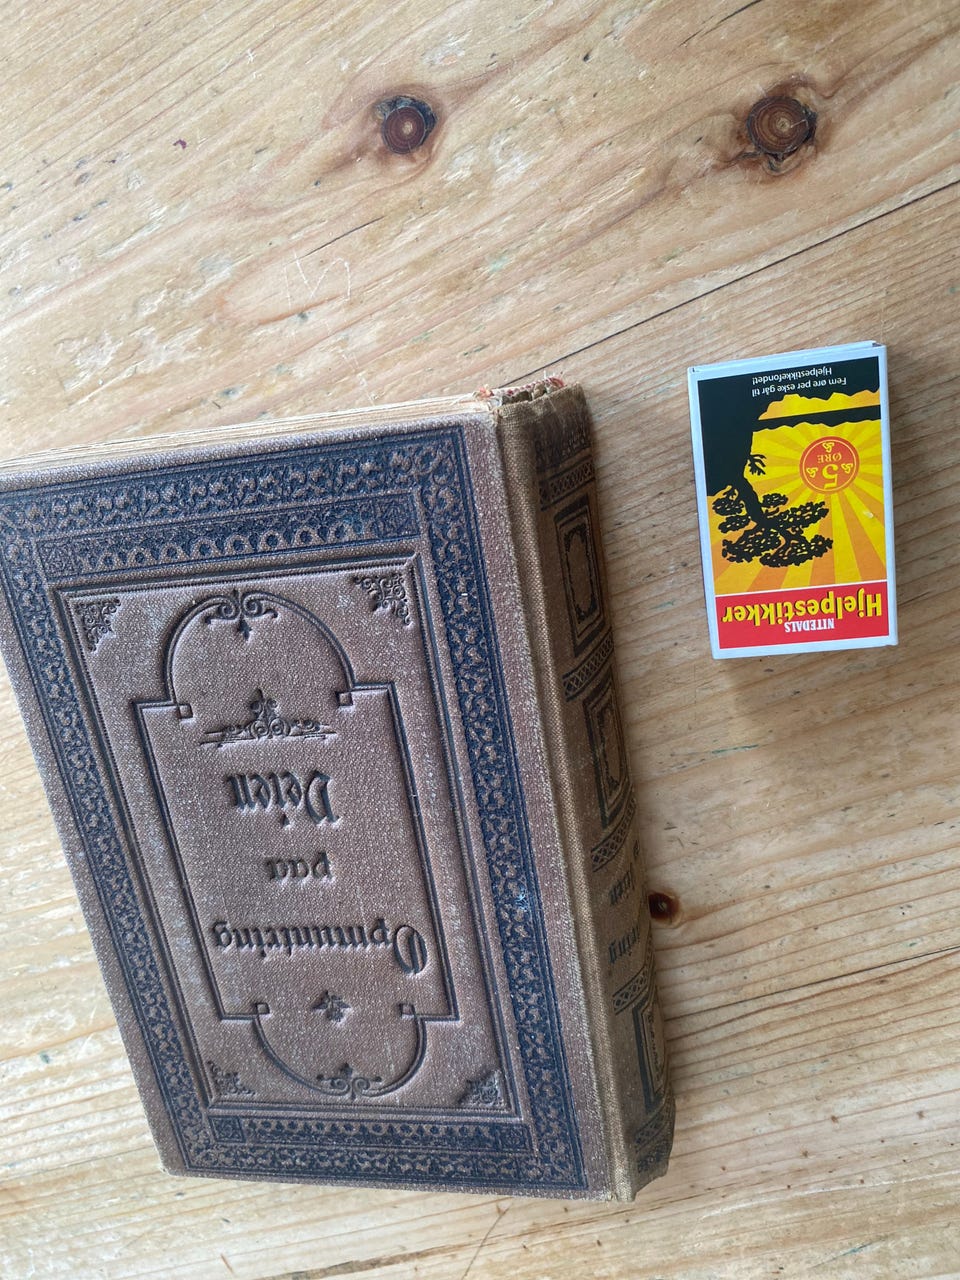 Opmuntring
paa
Veien
NITEDALS
Hjelpestikker
5
ØRE
Fem øre per eske går til
Hjelpestikkefondet!